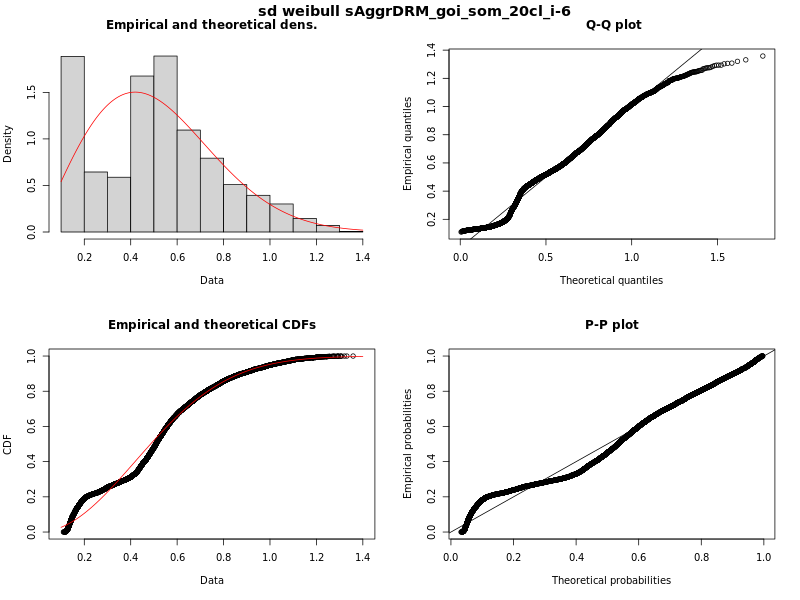 sd weibull sAggrDRM_goi_som_20cl_i-6
Empirical and theoretical dens.
Density
0.0 0.5 1.0 1.5
0.2 0.4 0.6 0.8 1.0 1.2 1.4
Data
Q-Q plot
Empirical quantiles
0.2 0.4 0.6 0.8 1.0 1.2 1.4
0.0 0.5 1.0 1.5
Theoretical quantiles
Empirical and theoretical CDFs
CDF
0.0 0.2 0.4 0.6 0.8 1.0
0.2 0.4 0.6 0.8 1.0 1.2 1.4
Data
P-P plot
Empirical probabilities
0.0 0.2 0.4 0.6 0.8 1.0
0.0 0.2 0.4 0.6 0.8 1.0
Theoretical probabilities